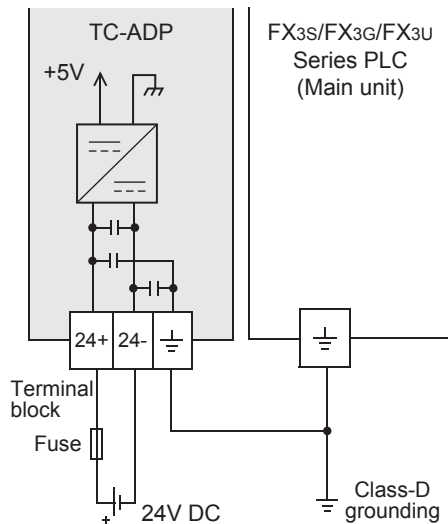 TC-ADP
FX3S/FX3G/FX3U
Series PLC
(Main unit)
+5V
24+
24-
Terminal
block
Fuse
+
24V DC
Class-D
grounding